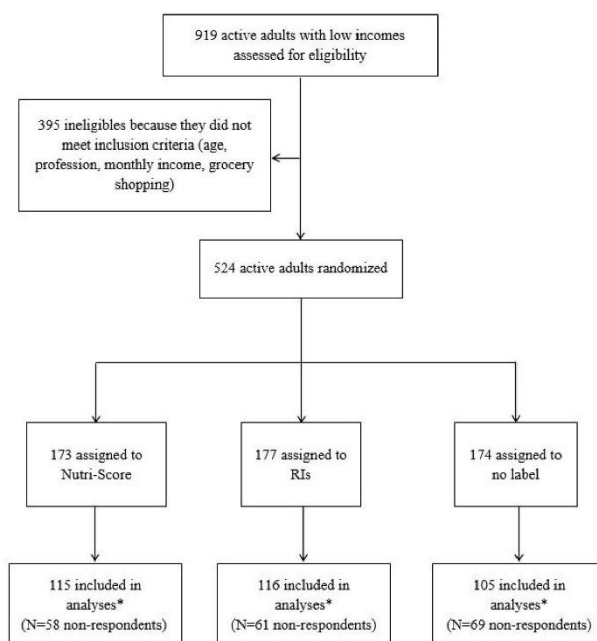 919 active adults with low incomes
assessed for eligibility
395 ineligibles because they did not
meet inclusion criteria (age,
profession, monthly income, grocery
shopping)
524 active adults randomized
173 assigned to
Nutri-Score
177 assigned to
RIs
174 assigned to
no label
115 included in
analyses*
(N=58 non-respondents)
116 included in
analyses*
(N=61 non-respondents)
105 included in
analyses*
(N=69 non-respondents)